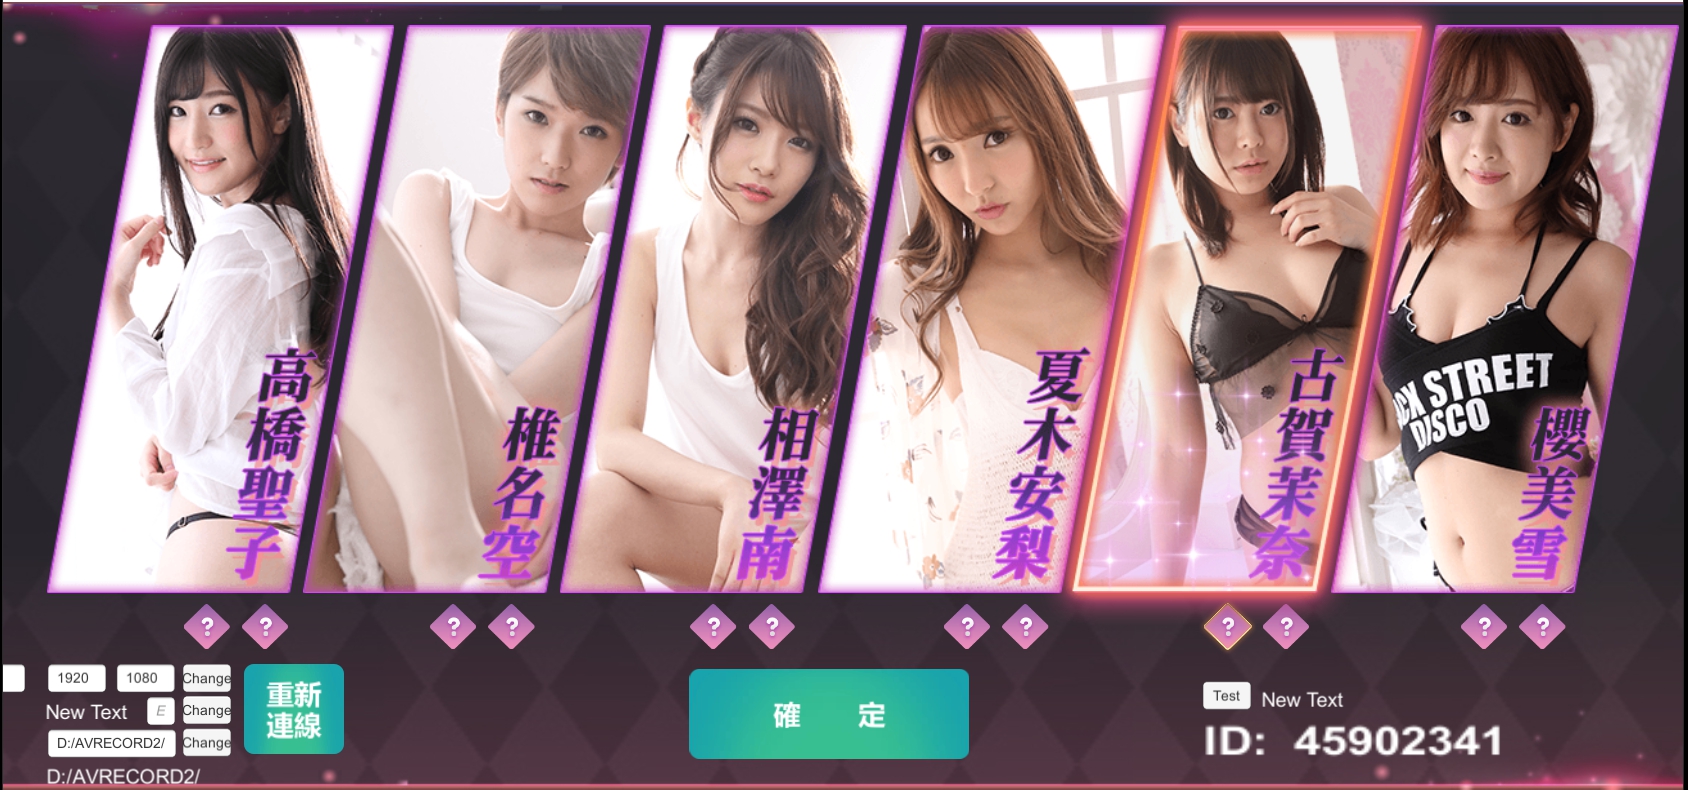 高橋聖子
椎名空
相澤南
夏木安梨
古賀茉奈
櫻美雪
CK STREET
DISCO
? ? ? ? ? ? ? ? ? ? ? ?
1920 1080 Change
New Text E Change
D:/AVRECORD2/ Change
D:/AVRECORD2/
重新
連線
確 定
Test New Text
ID: 45902341